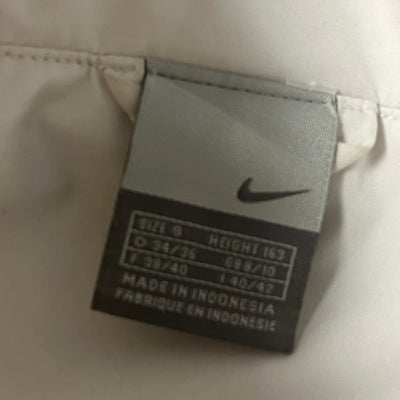 SIZE 8 HEIGHT 163
D 34/36 GB 8/10
F 38/40 I 40/42
MADE IN INDONESIA
FABRIQUE EN INDONESIE